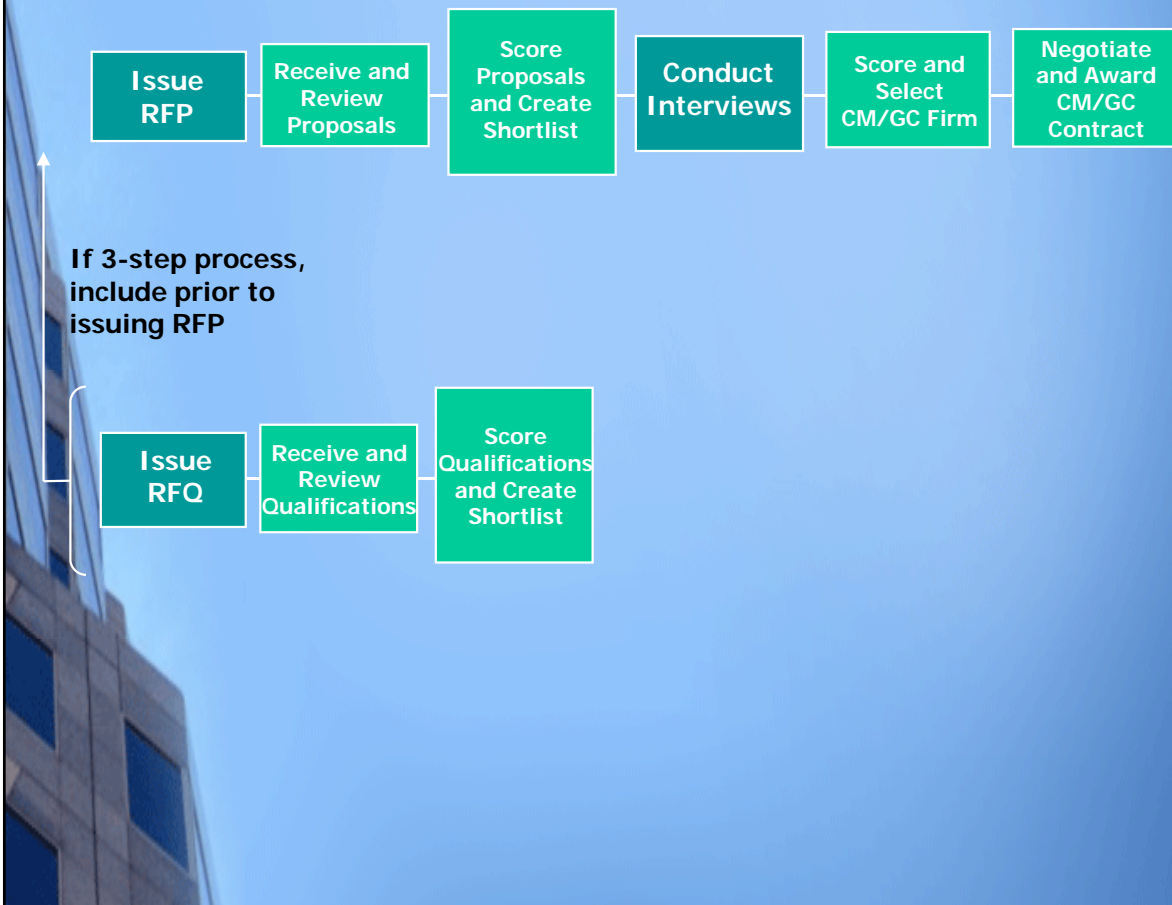 Issue
RFP
Receive and
Review
Proposals
Score
Proposals
and Create
Shortlist
Conduct
Interviews
Score and
Select
CM/GC Firm
Negotiate
and Award
CM/GC
Contract
If 3-step process,
include prior to
issuing RFP
Issue
RFQ
Receive and
Review
Qualifications
Score
Qualifications
and Create
Shortlist